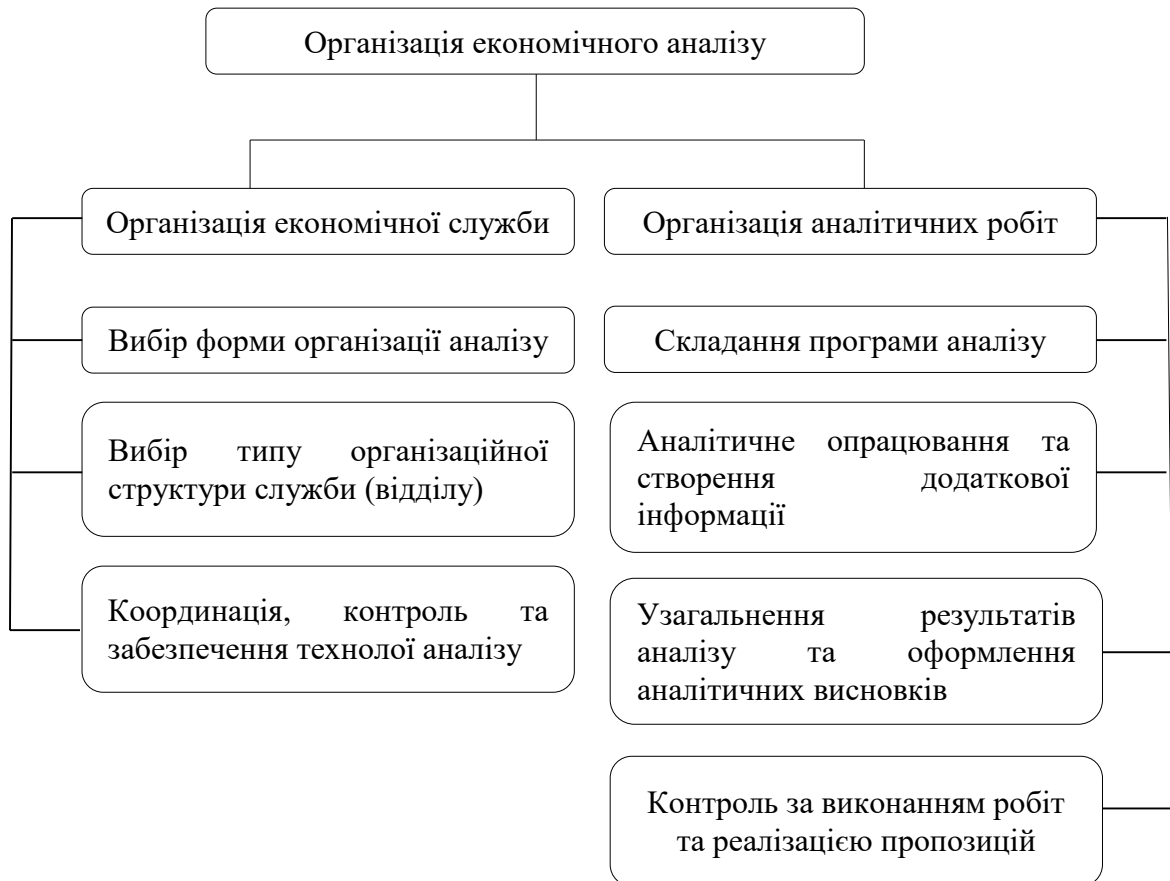 Організація економічного аналізу
Організація економічної служби
Вибір форми організації аналізу
Вибір типу організаційної
структури служби (відділу)
Координація, контроль та
забезпечення технолої аналізу
Організація аналітичних робіт
Складання програми аналізу
Аналітичне опрацювання та
створення додаткової
інформації
Узагальнення результатів
аналізу та оформлення
аналітичних висновків
Контроль за виконанням робіт
та реалізацією пропозицій